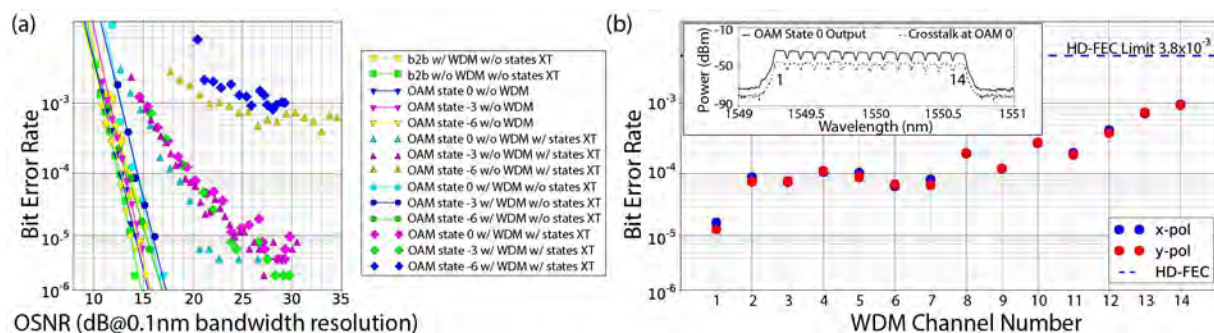 (a)
Bit Error Rate
10-3
10-4
10-5
10-6
10
15
20
25
30
35
OSNR (dB@0.1nm bandwidth resolution)
b2b w/ WDM w/o states XT
b2b w/o WDM w/o states XT
OAM state 0 w/o WDM
OAM state -3 w/o WDM
OAM state -6 w/o WDM
OAM state 0 w/o WDM w/ states XT
OAM state -3 w/o WDM w/ states XT
OAM state -6 w/o WDM w/ states XT
OAM state 0 w/ WDM w/o states XT
OAM state -3 w/ WDM w/o states XT
OAM state -6 w/ WDM w/o states XT
OAM state 0 w/ WDM w/ states XT
OAM state -3 w/ WDM w/ states XT
OAM state -6 w/ WDM w/ states XT
(b)
Bit Error Rate
10-3
10-4
10-5
10-6
Power (dBm)
-10
-50
-90
OAM State 0 Output
Crosstalk at OAM 0
1
14
1549
1549.5
1550
1550.5
1551
Wavelength (nm)
HD-FEC Limit 3.8x10-3
x-pol
y-pol
HD-FEC
1 2 3 4 5 6 7 8 9 10 11 12 13 14
WDM Channel Number